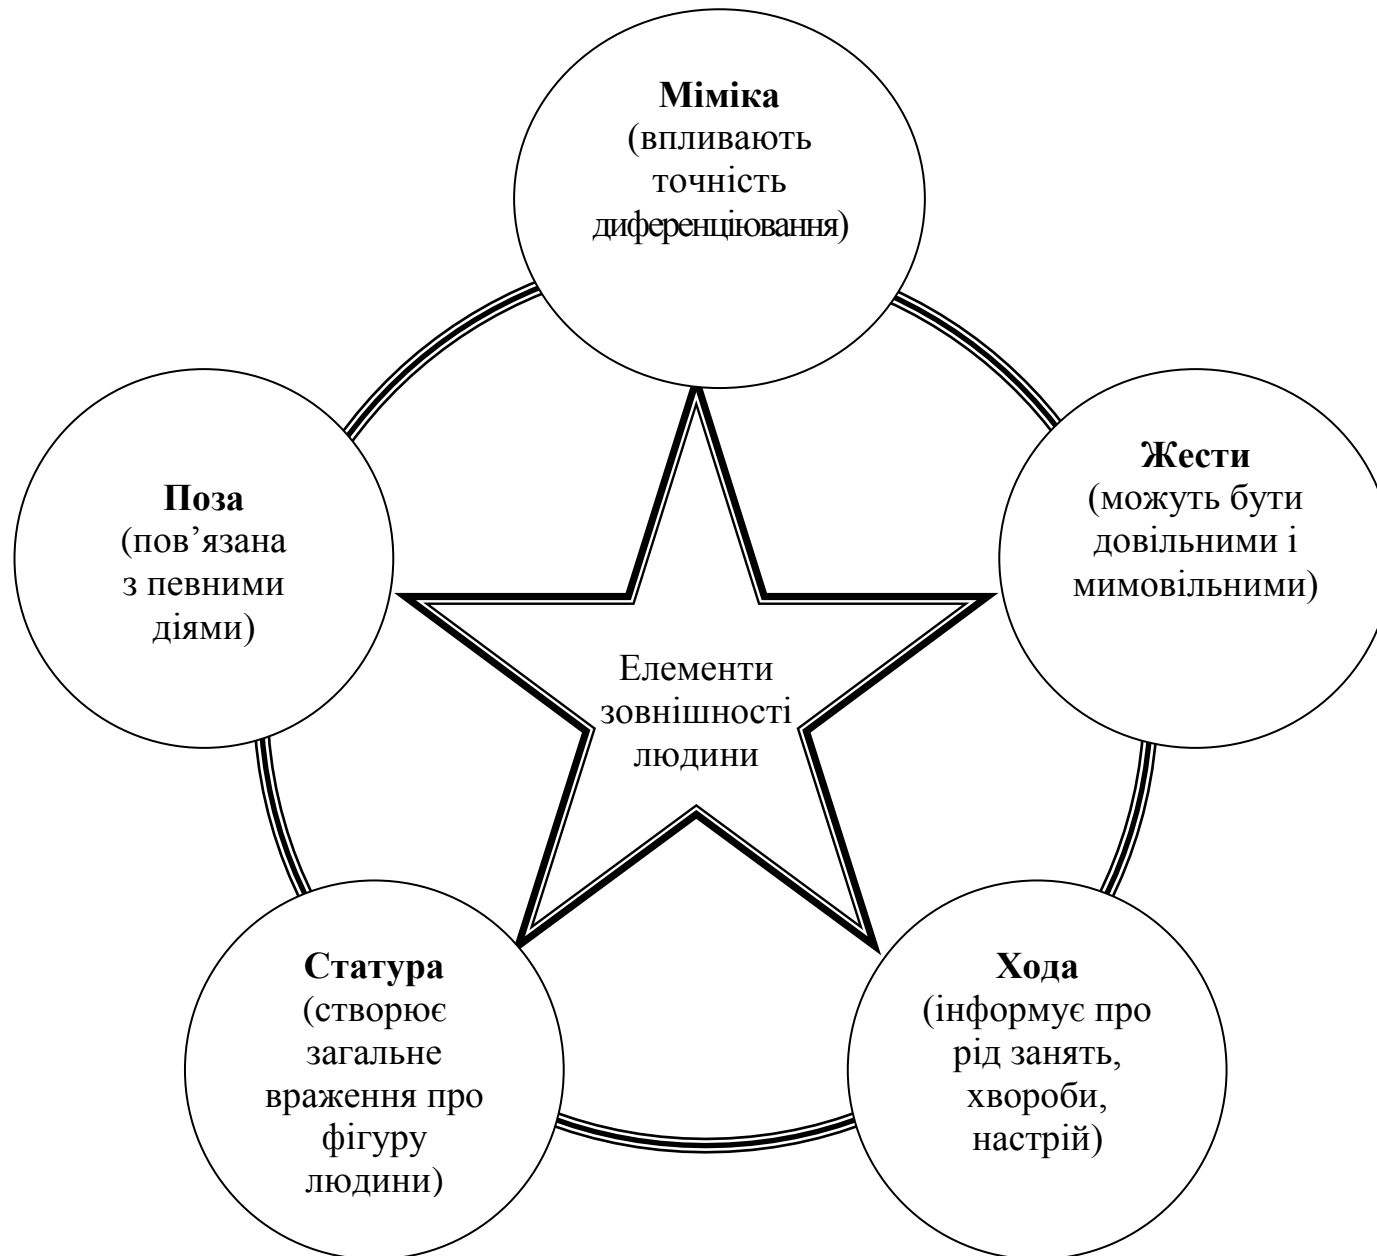 Міміка
(впливають
точність
диференціювання)
Жести
(можуть бути
довільними і
мимовільними)
Поза
(пов’язана
з певними
діями)
Елементи
зовнішності
людини
Статура
(створює
загальне
враження про
фігуру
людини)
Хода
(інформує про
рід занять,
хвороби,
настрій)